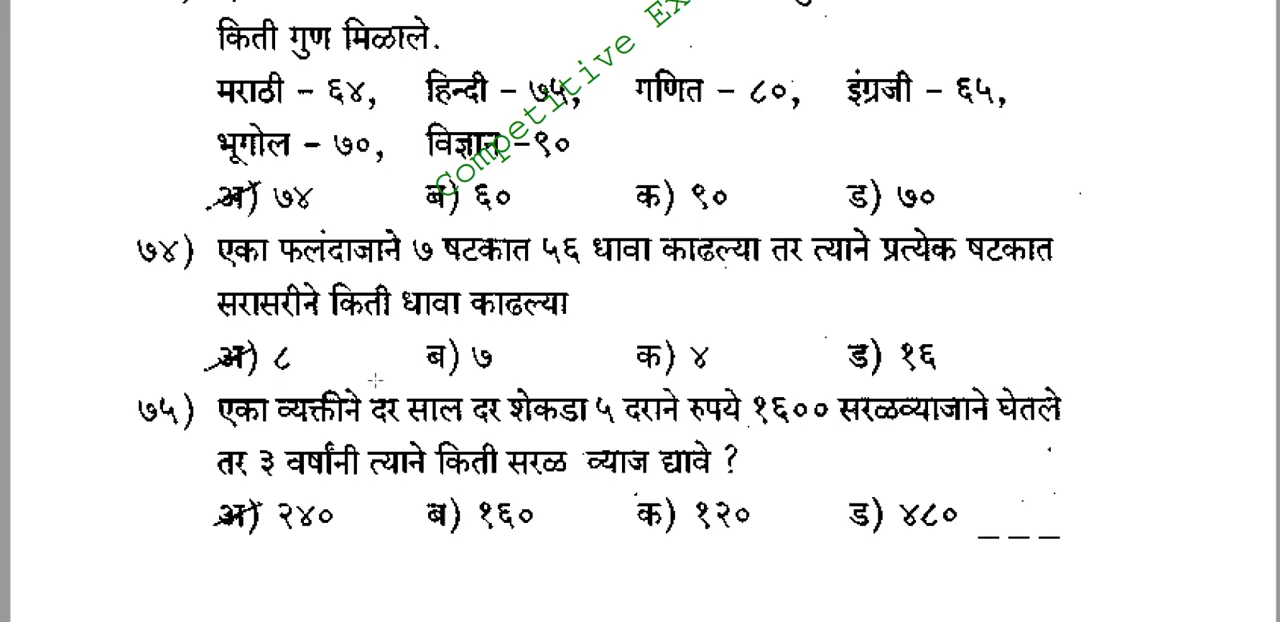 किती गुण मिळाले.
मराठी - ६४, हिन्दी - ७५, गणित - ८०, इंग्रजी - ६५,
भूगोल - ७०, विज्ञान -९०
अ) ७४ ब) ६० क) ९० ड) ७०
Competitive Ex
७४) एका फलंदाजाने ७ षटकात ५६ धावा काढल्या तर त्याने प्रत्येक षटकात
सरासरीने किती धावा काढल्या
अ) ८ ब) ७ क) ४ ड) १६
७५) एका व्यक्तीने दर साल दर शेकडा ५ दराने रुपये १६०० सरळव्याजाने घेतले
तर ३ वर्षांनी त्याने किती सरळ व्याज द्यावे ?
अ) २४० ब) १६० क) १२० ड) ४८० _ _ _